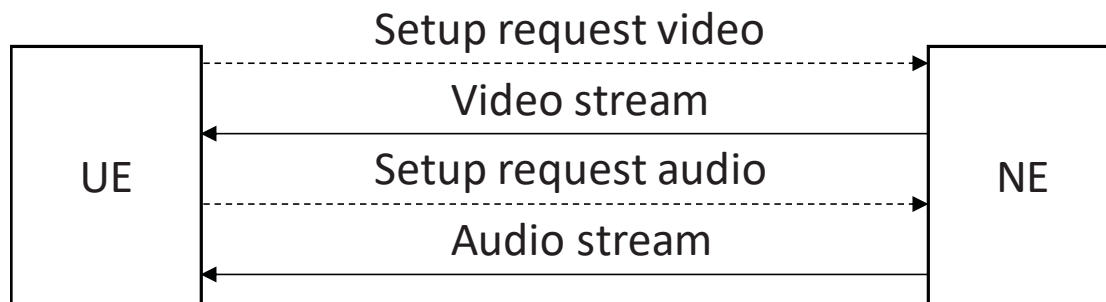 Setup request video
Video stream
UE
Setup request audio
NE
Audio stream